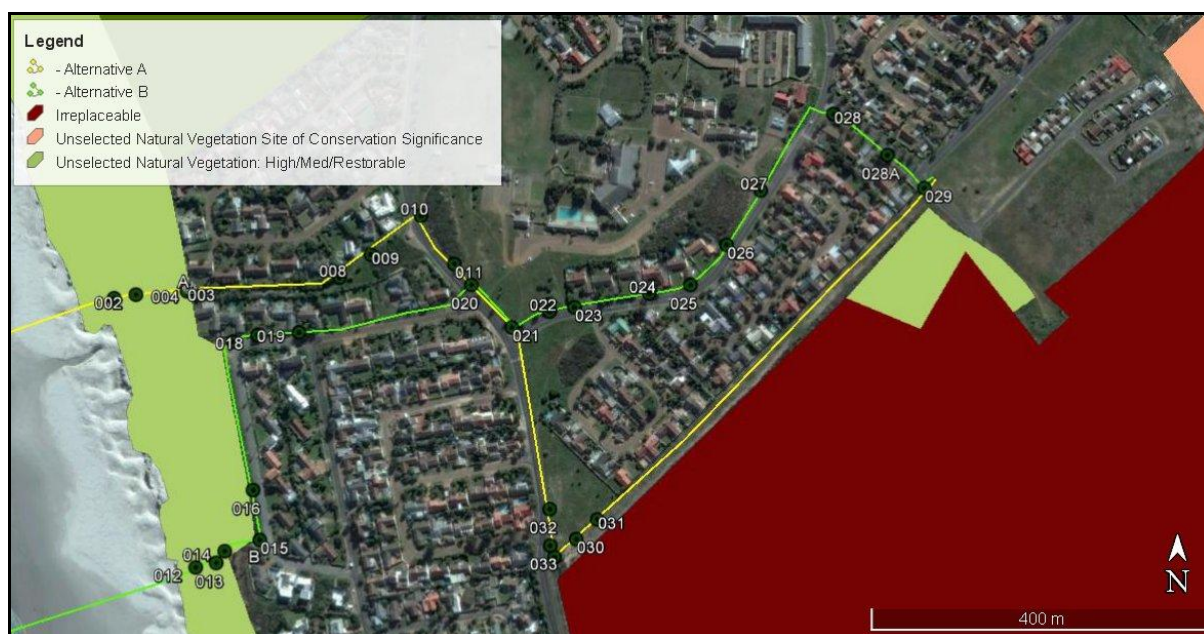 Legend
- Alternative A
- Alternative B
Irreplaceable
Unselected Natural Vegetation Site of Conservation Significance
Unselected Natural Vegetation: High/Med/Restorable
028
028A
029
027
010
009
008
011
026
A
002
004
003
020
024
025
022
023
021
018
019
016
032
031
030
033
015
014
B
012
013
N
400 m